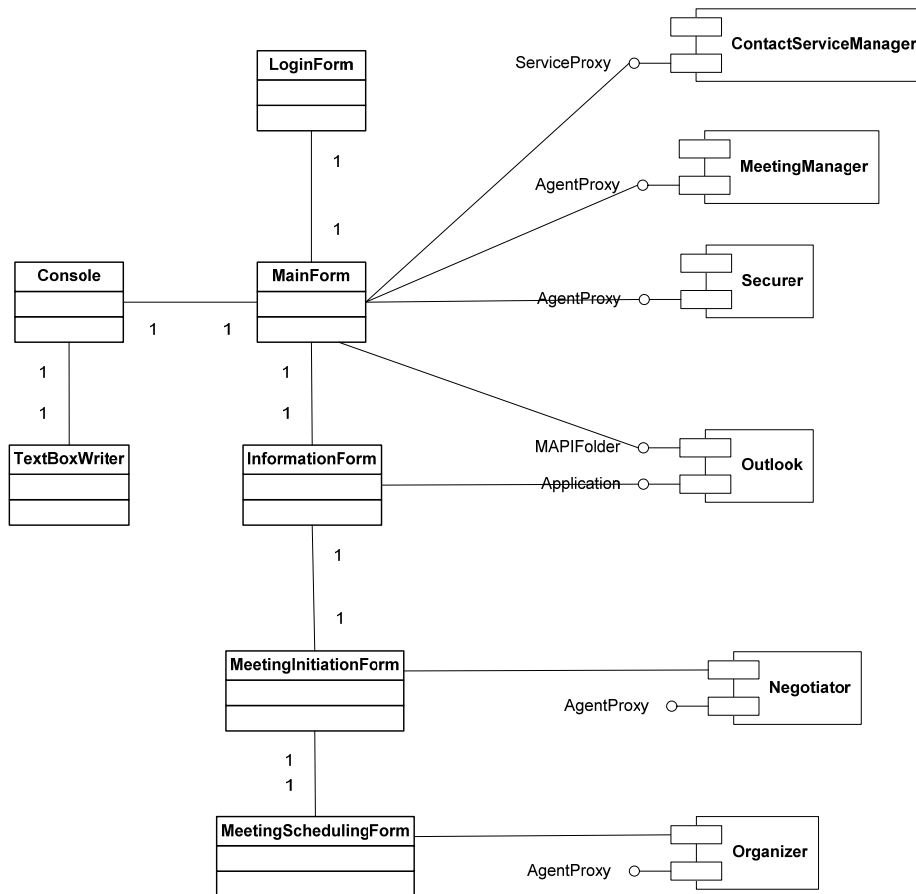 ContactServiceManager
LoginForm
ServiceProxy
MeetingManager
1
AgentProxy
1
Console
MainForm
Securer
AgentProxy
1
1
1
1
1
1
MAPIFolder
TextBoxWriter
InformationForm
Outlook
Application
1
1
MeetingInitiationForm
Negotiator
AgentProxy
1
1
MeetingSchedulingForm
Organizer
AgentProxy